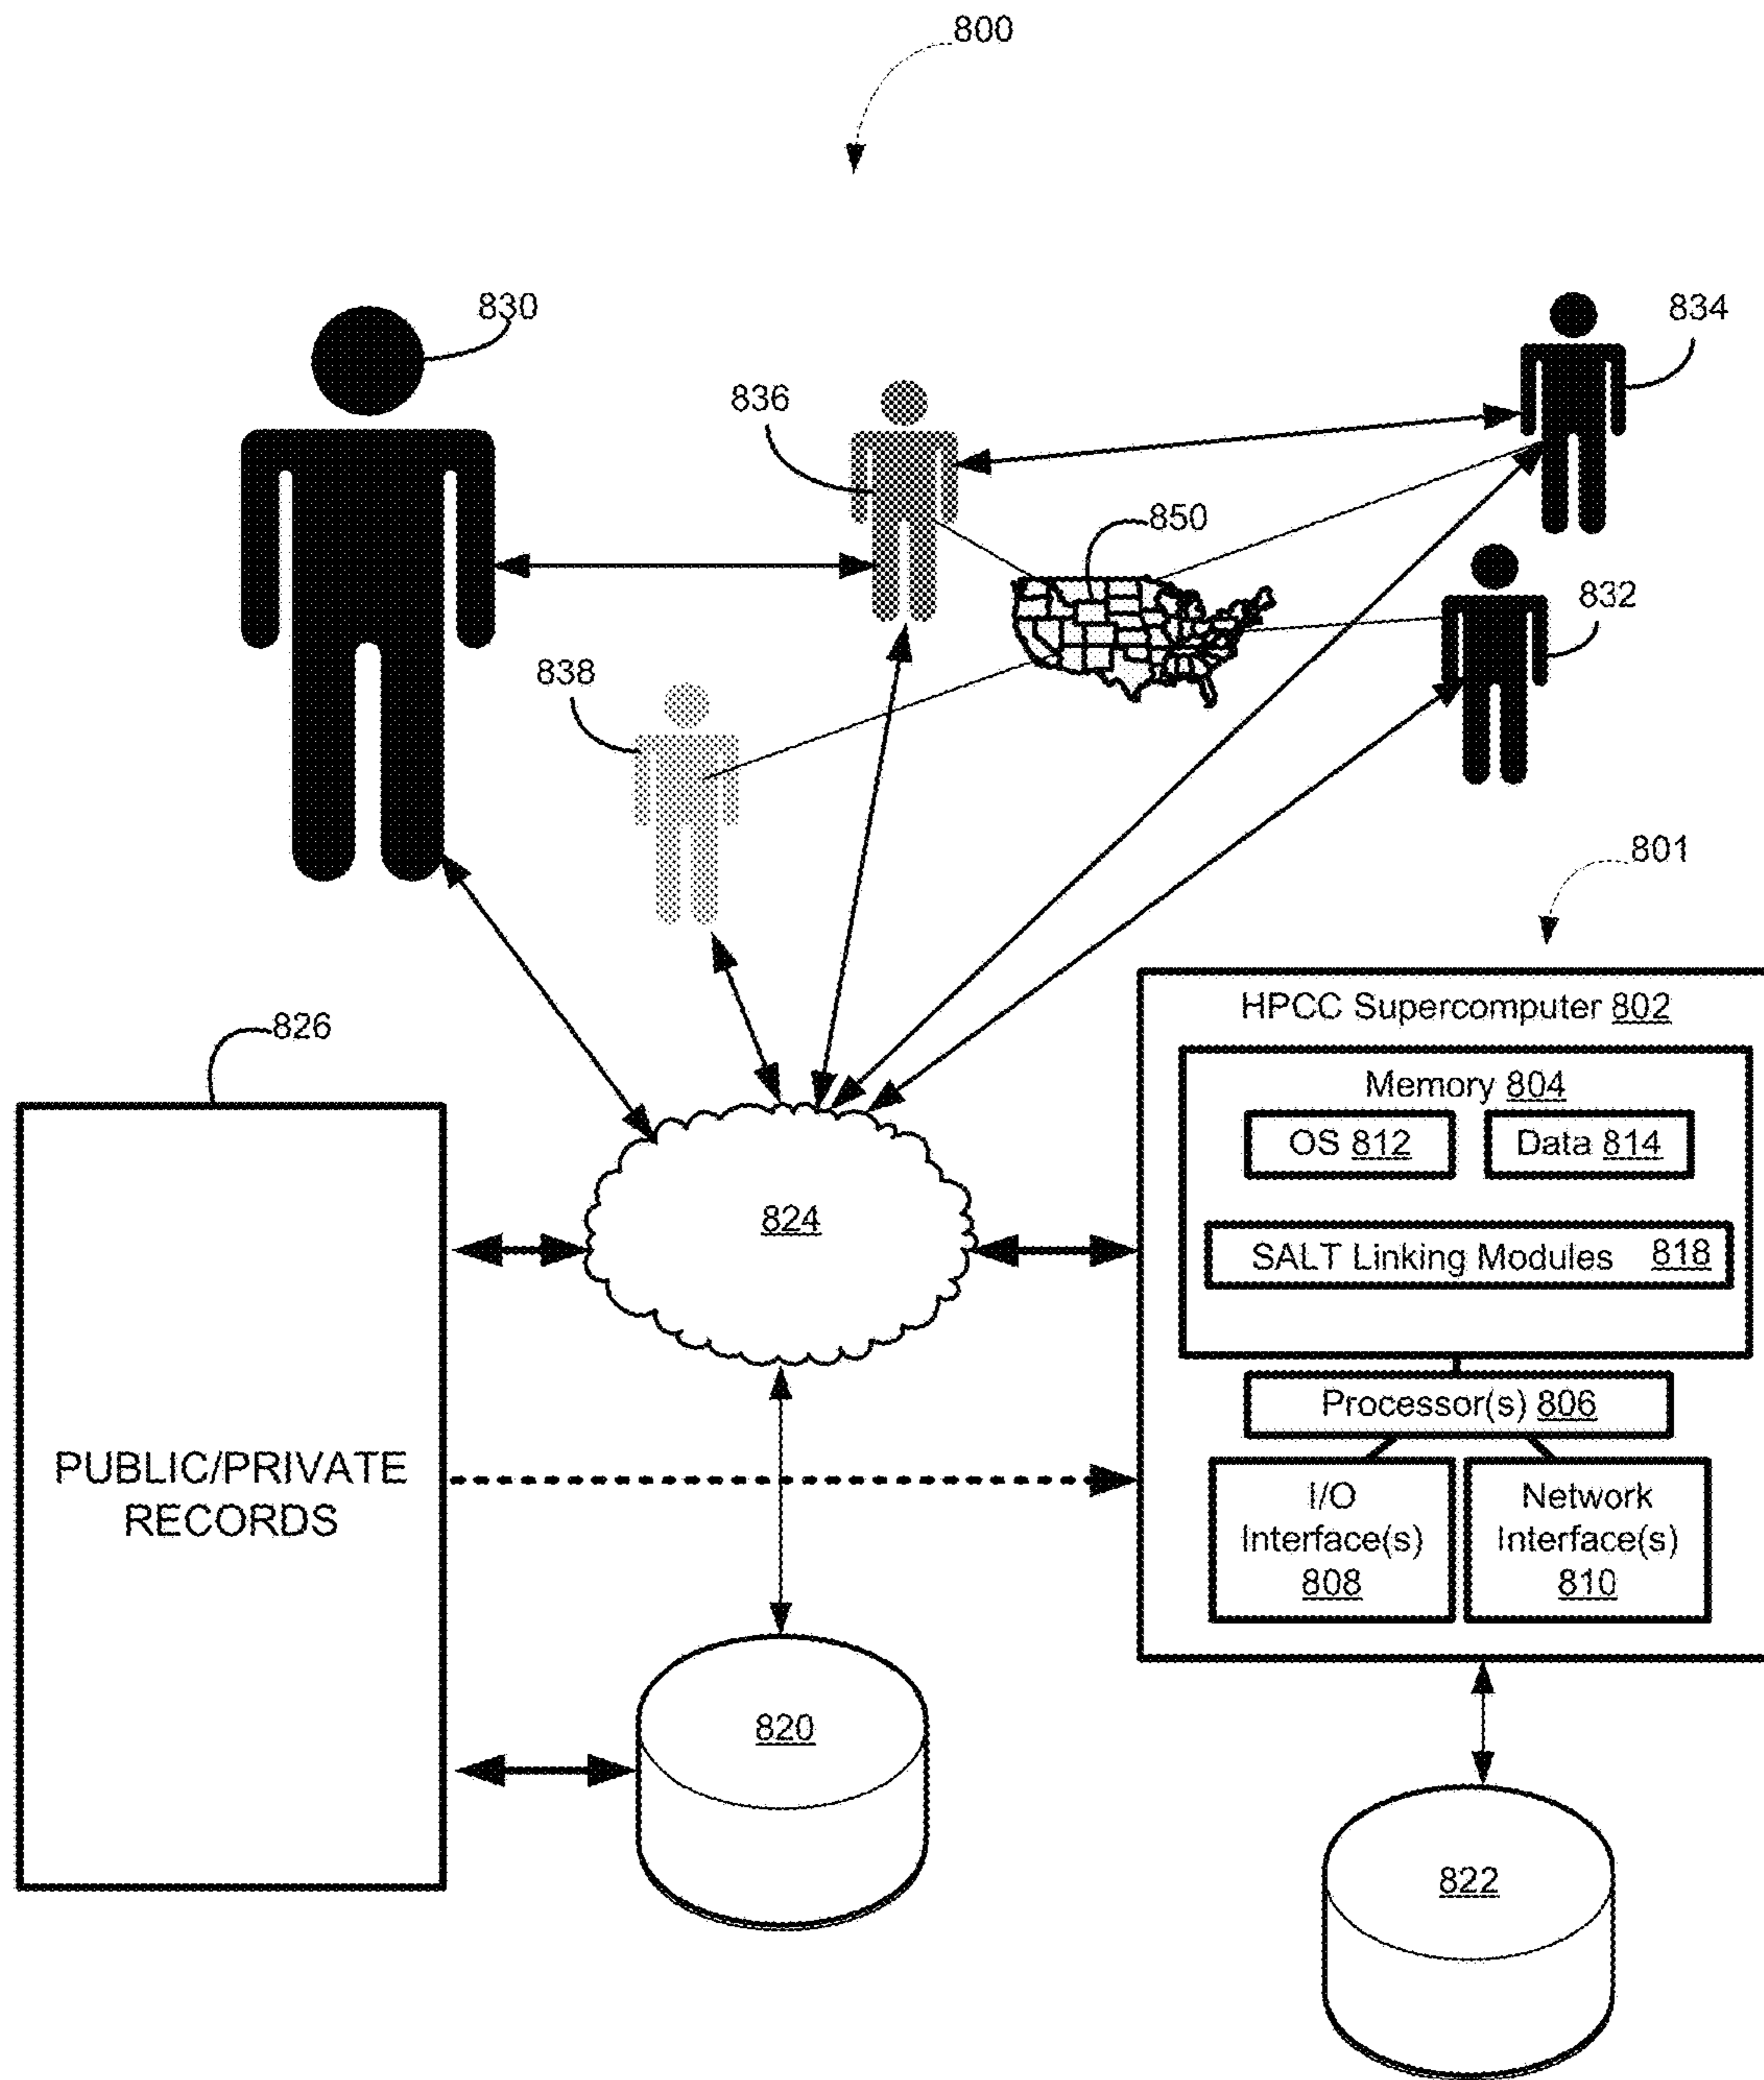 800
830
834
836
850
832
838
801
826
HPCC Supercomputer 802
Memory 804
OS 812
Data 814
824
SALT Linking Modules 818
Processor(s) 806
PUBLIC/PRIVATE
RECORDS
I/O
Interface(s)
808
Network
Interface(s)
810
820
822